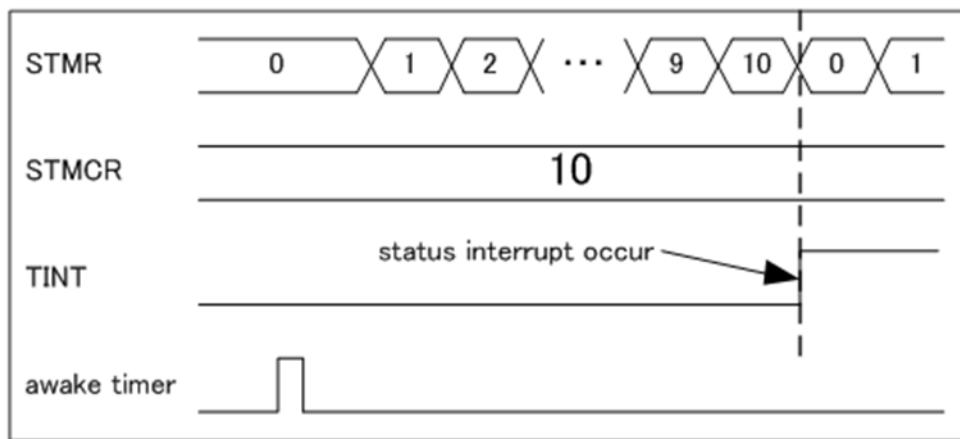 STMR 0 1 2 ··· 9 10 0 1
STMCR 10
status interrupt occur
TINT
awake timer